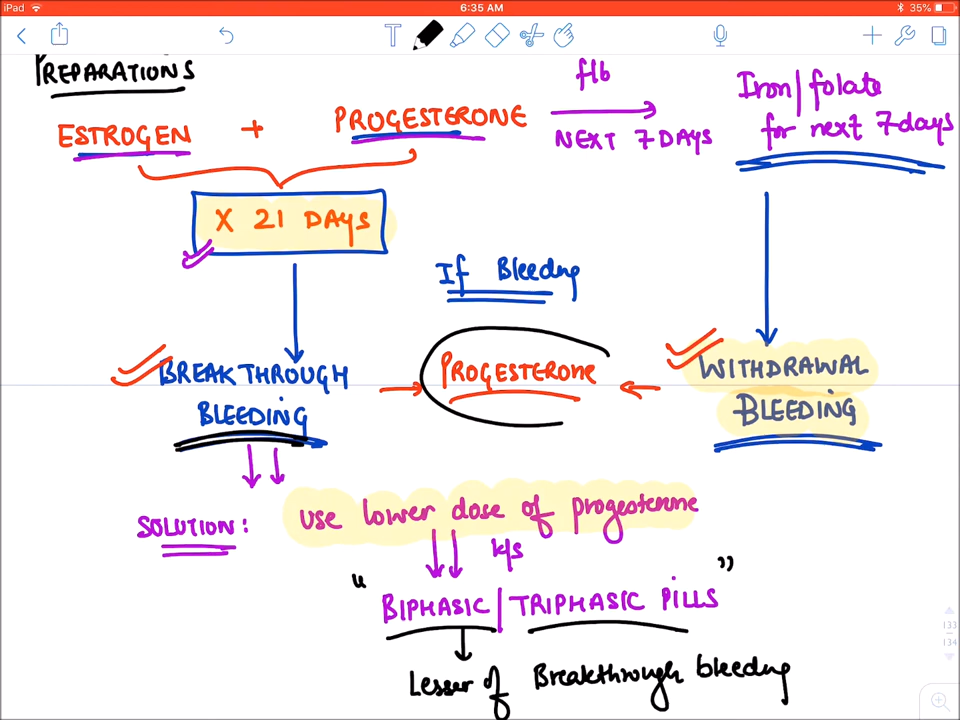 iPad
6:35 AM
35%
T
PREPARATIONS
ESTROGEN + PROGESTERONE
f/b
NEXT 7 DAYS
Iron/folate
for next 7 days
X 21 DAYS
If Bleeding
BREAKTHROUGH
BLEEDING
PROGESTERONE
WITHDRAWAL
BLEEDING
SOLUTION: use lower dose of progesterone
k/s
" BIPHASIC / TRIPHASIC PILLS "
Lesser of Breakthrough bleeding
133
134